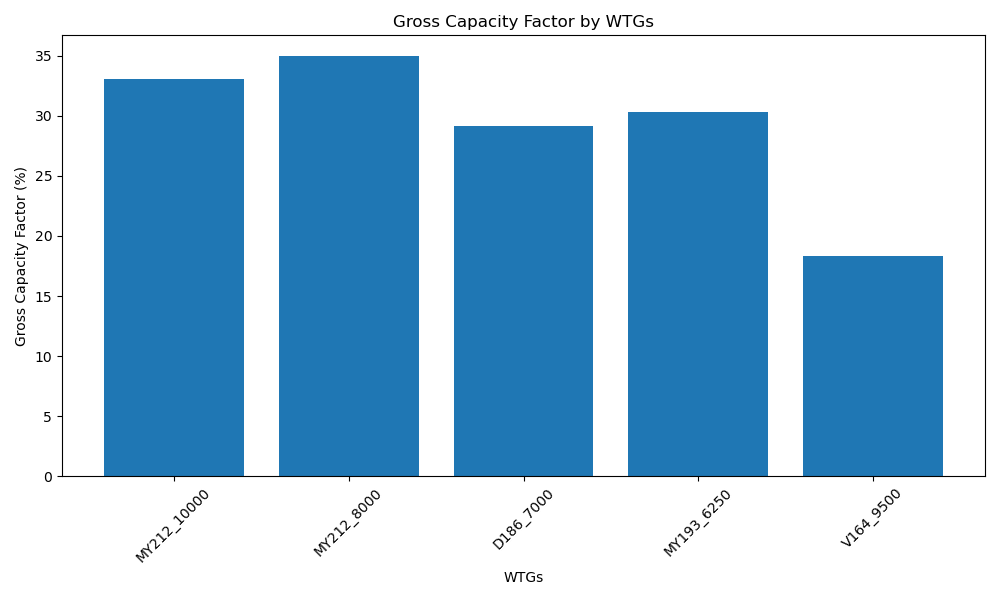 Gross Capacity Factor by WTGs
Gross Capacity Factor (%)
35
30
25
20
15
10
5
0
MY212_10000
MY212_8000
D186_7000
MY193_6250
V164_9500
WTGs